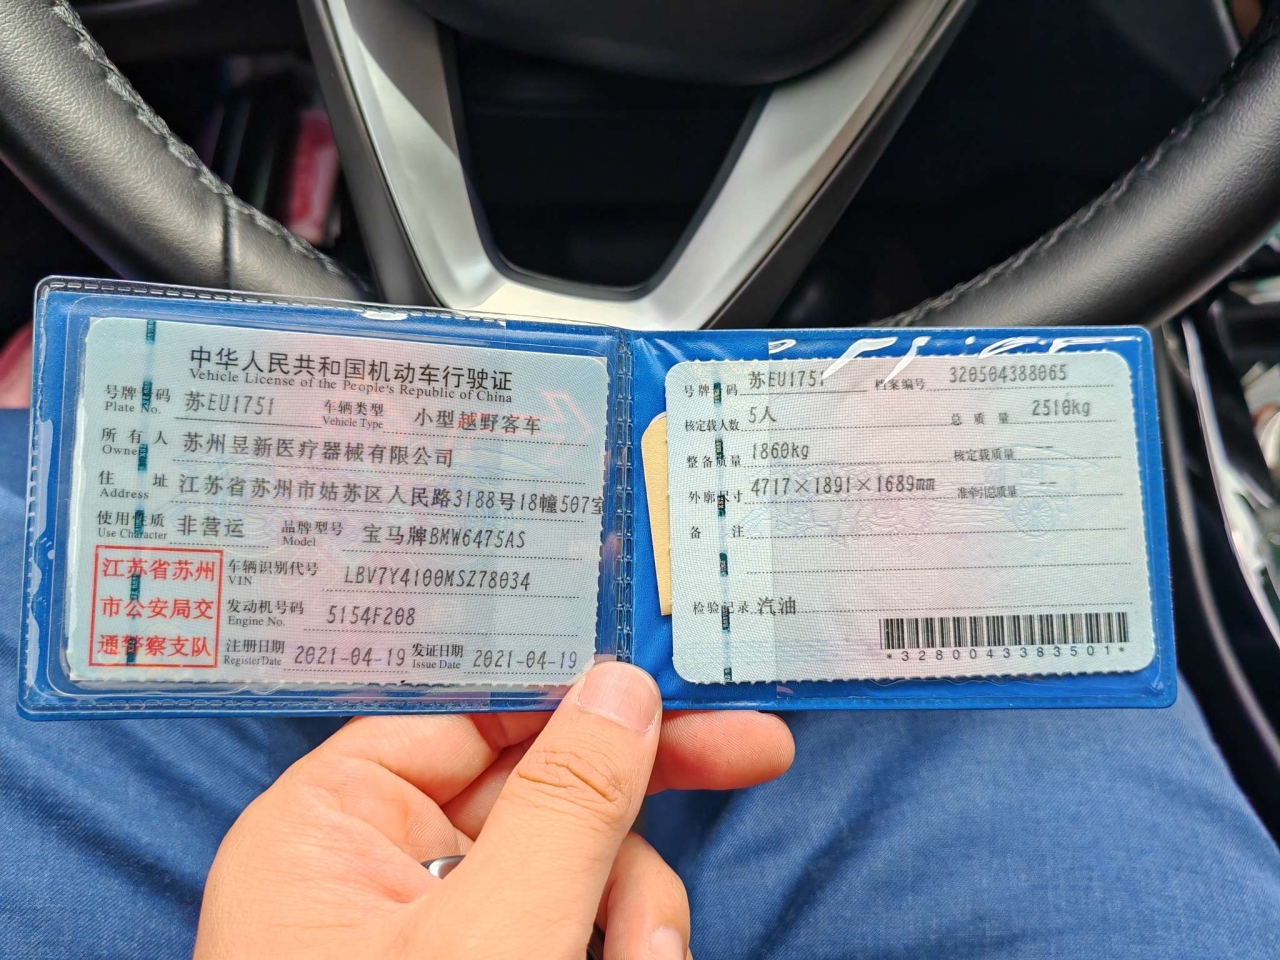 中华人民共和国机动车行驶证
Vehicle License of the People's Republic of China
号牌号码 苏EU1751 车辆类型 小型越野客车
Plate No. Vehicle Type
所有人 苏州昱新医疗器械有限公司
Owner
住址 江苏省苏州市姑苏区人民路3188号18幢507室
Address
使用性质 非营运 品牌型号 宝马牌BMW6475AS
Use Character Model
江苏省苏州
市公安局交
通警察支队
车辆识别代号 LBV7Y4100MSZ78034
VIN
发动机号码 5154F208
Engine No.
注册日期 2021-04-19 发证日期 2021-04-19
Register Date Issue Date
号牌号码 苏EU1751 档案编号 320504388065
核定载人数 5人 总质量 2510kg
整备质量 1860kg 核定载质量 --
外廓尺寸 4717×1891×1689mm 准牵引总质量 --
备注
检验记录 汽油
*3280043383501*